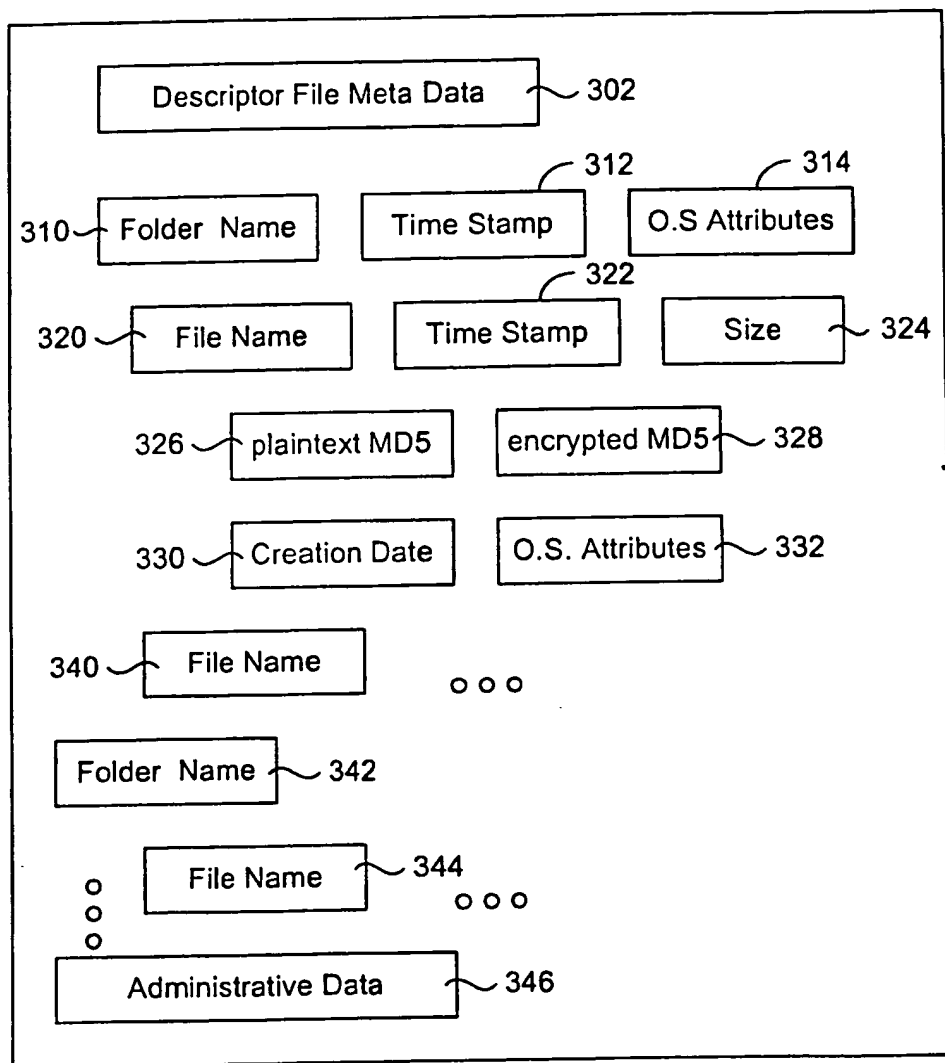 Descriptor File Meta Data 302
312 314
310 Folder Name Time Stamp O.S Attributes
322
320 File Name Time Stamp Size 324
326 plaintext MD5 encrypted MD5 328
330 Creation Date O.S. Attributes 332
340 File Name
Folder Name 342
File Name 344
Administrative Data 346